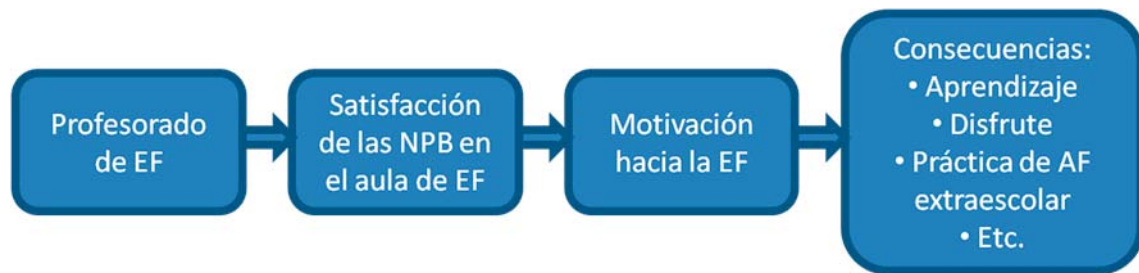 Profesorado
de EF
Satisfacción
de las NPB en
el aula de EF
Motivación
hacia la EF
Consecuencias:
• Aprendizaje
• Disfrute
• Práctica de AF
extraescolar
• Etc.